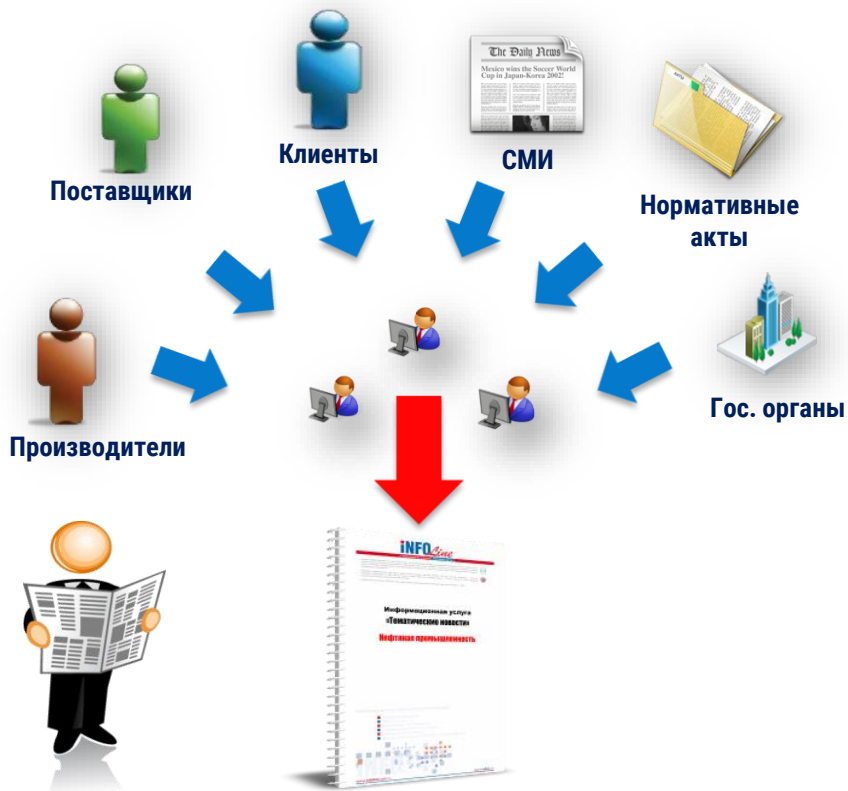 The Daily News
Mexico wins the Soccer World
Cup in Japan-Korea 2002!
Клиенты
СМИ
Поставщики
Нормативные
акты
Гос. органы
Производители
iNFOLine
Информационная услуга
«Тематические новости»
Нефтяная промышленность